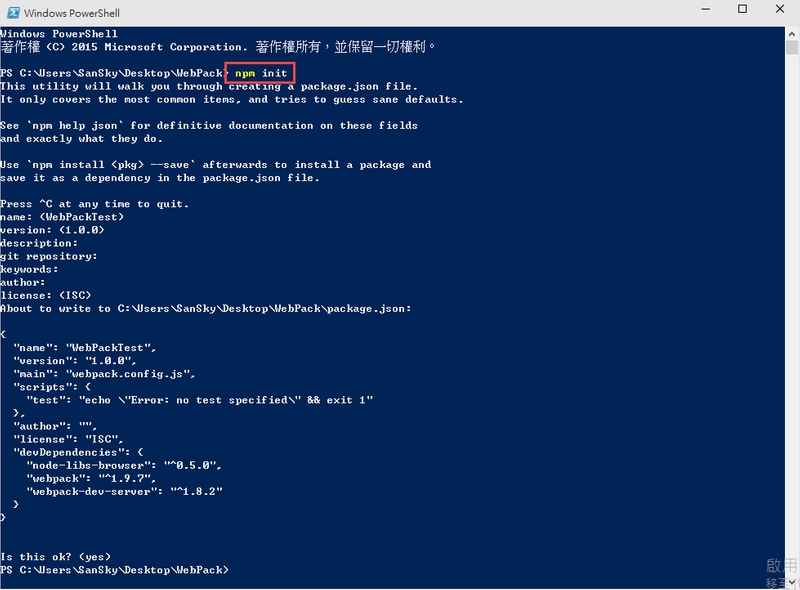 Windows PowerShell
Windows PowerShell
著作權 (C) 2015 Microsoft Corporation. 著作權所有，並保留一切權利。
PS C:\Users\SanSky\Desktop\WebPack> npm init
This utility will walk you through creating a package.json file.
It only covers the most common items, and tries to guess sane defaults.
See `npm help json` for definitive documentation on these fields
and exactly what they do.
Use `npm install <pkg> --save` afterwards to install a package and
save it as a dependency in the package.json file.
Press ^C at any time to quit.
name: (WebPackTest)
version: (1.0.0)
description:
git repository:
keywords:
author:
license: (ISC)
About to write to C:\Users\SanSky\Desktop\WebPack\package.json:
{
  "name": "WebPackTest",
  "version": "1.0.0",
  "main": "webpack.config.js",
  "scripts": {
    "test": "echo \"Error: no test specified\" && exit 1"
  },
  "author": "",
  "license": "ISC",
  "devDependencies": {
    "node-libs-browser": "^0.5.0",
    "webpack": "^1.9.7",
    "webpack-dev-server": "^1.8.2"
  }
}
Is this ok? (yes)
PS C:\Users\SanSky\Desktop\WebPack>
啟用
移至